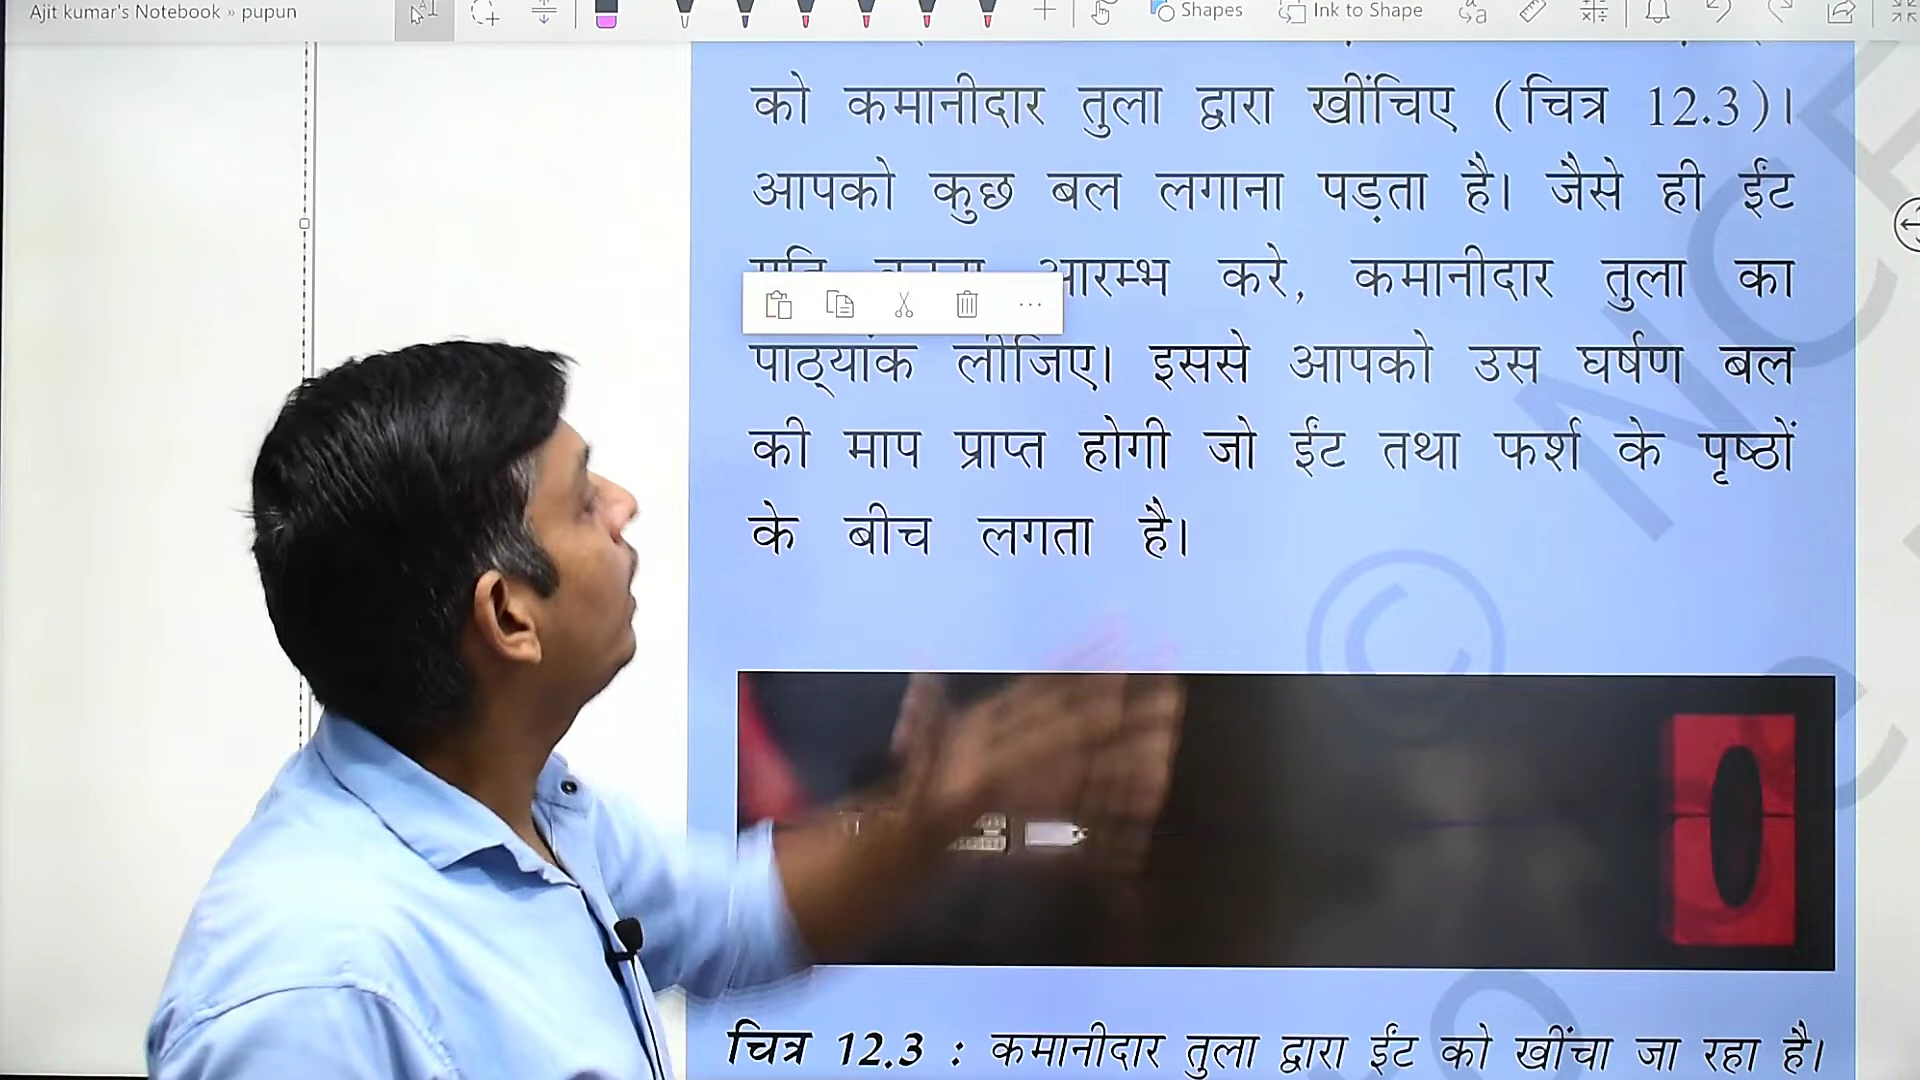 Ajit kumar's Notebook » pupun
Shapes
Ink to Shape
को कमानीदार तुला द्वारा खींचिए (चित्र 12.3)।
आपको कुछ बल लगाना पड़ता है। जैसे ही ईंट
आरम्भ करे, कमानीदार तुला का
पाठ्यांक लीजिए। इससे आपको उस घर्षण बल
की माप प्राप्त होगी जो ईंट तथा फर्श के पृष्ठों
के बीच लगता है।
©
चित्र 12.3 : कमानीदार तुला द्वारा ईंट को खींचा जा रहा है।